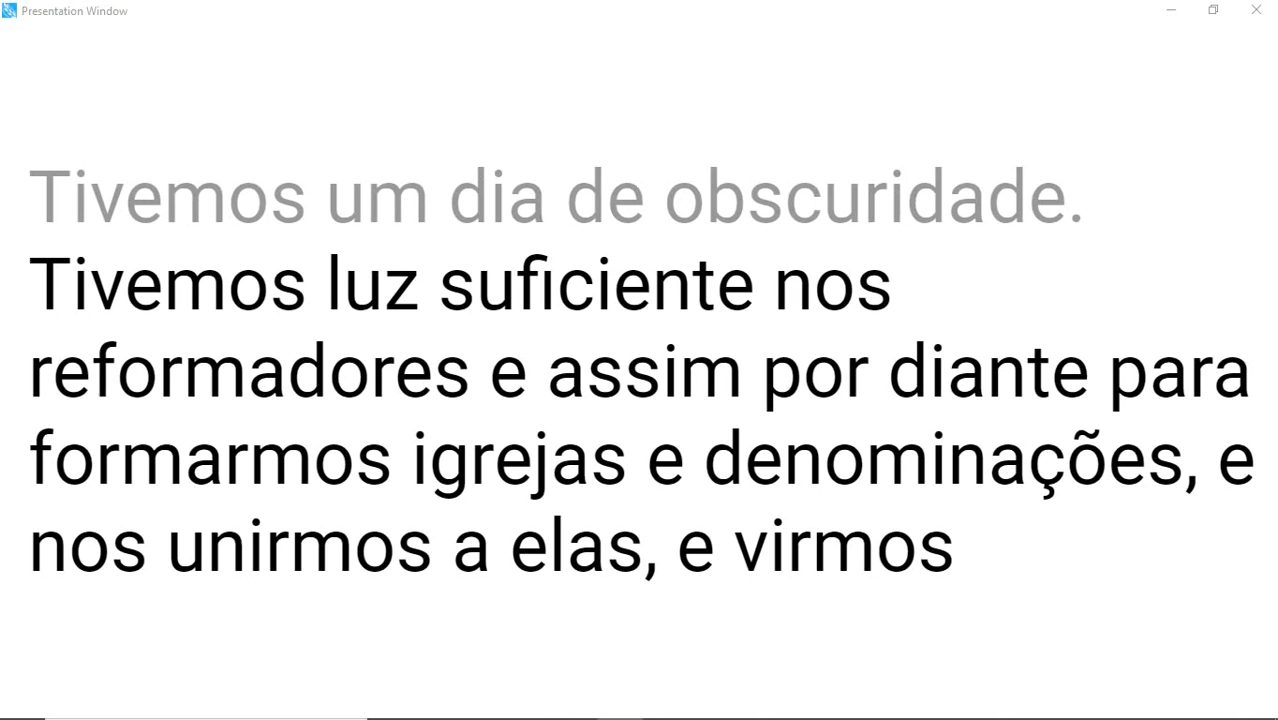 Presentation Window
Tivemos um dia de obscuridade.
Tivemos luz suficiente nos
reformadores e assim por diante para
formarmos igrejas e denominações, e
nos unirmos a elas, e virmos